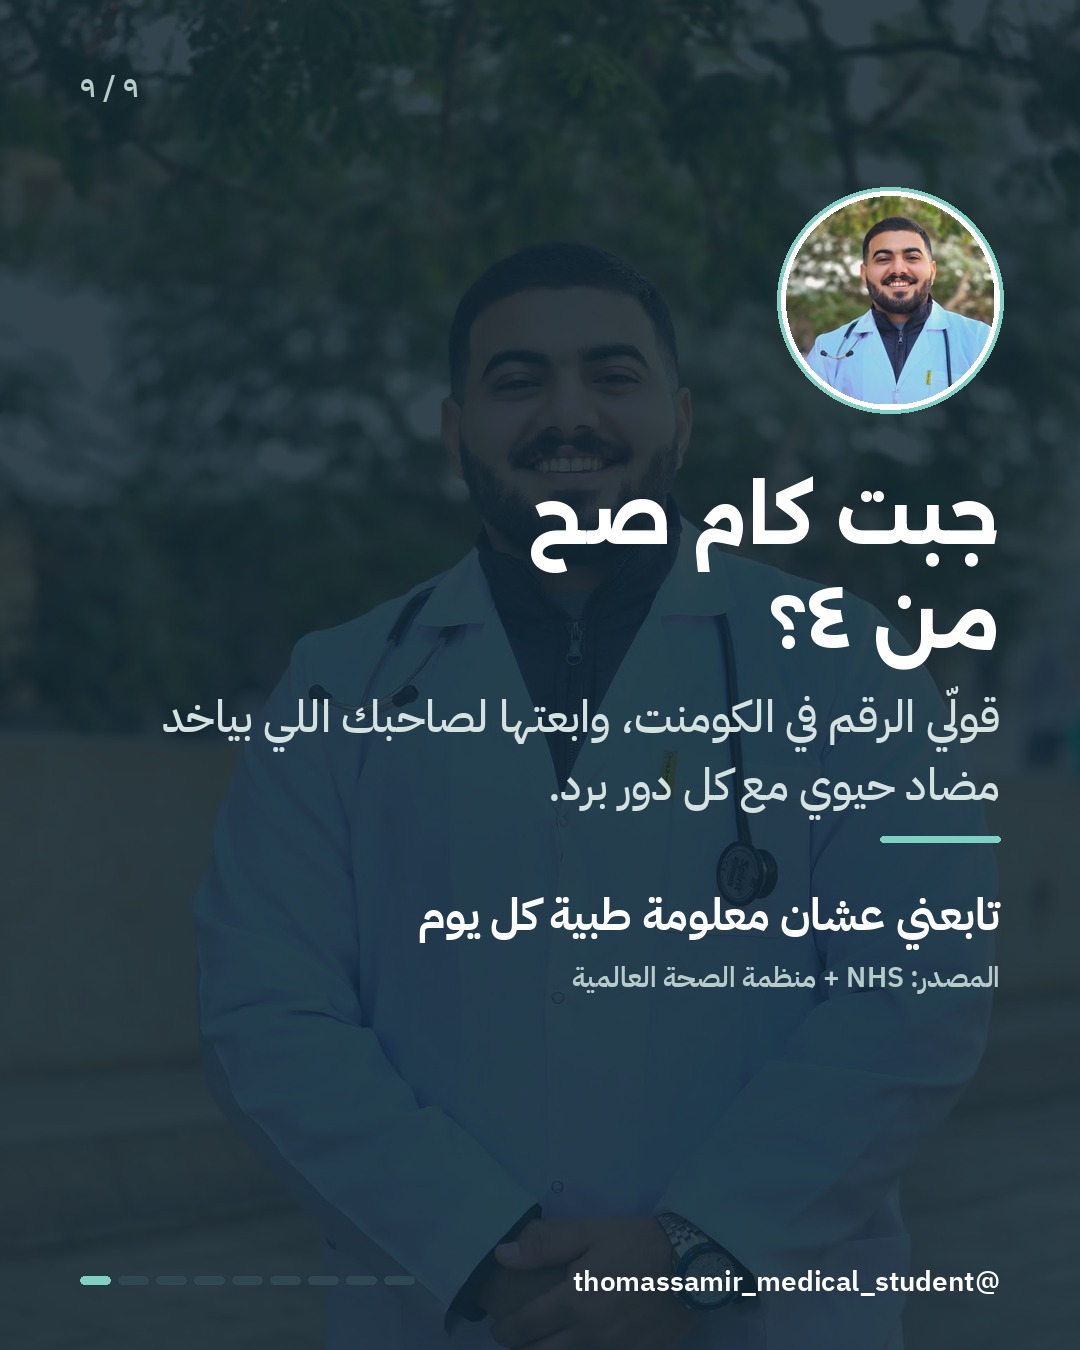 ٩ / ٩
جبت كام صح
من ٤؟
قولّي الرقم في الكومنت، وابعتها لصاحبك اللي بياخد
مضاد حيوي مع كل دور برد.
تابعني عشان معلومة طبية كل يوم
المصدر: NHS + منظمة الصحة العالمية
thomassamir_medical_student@